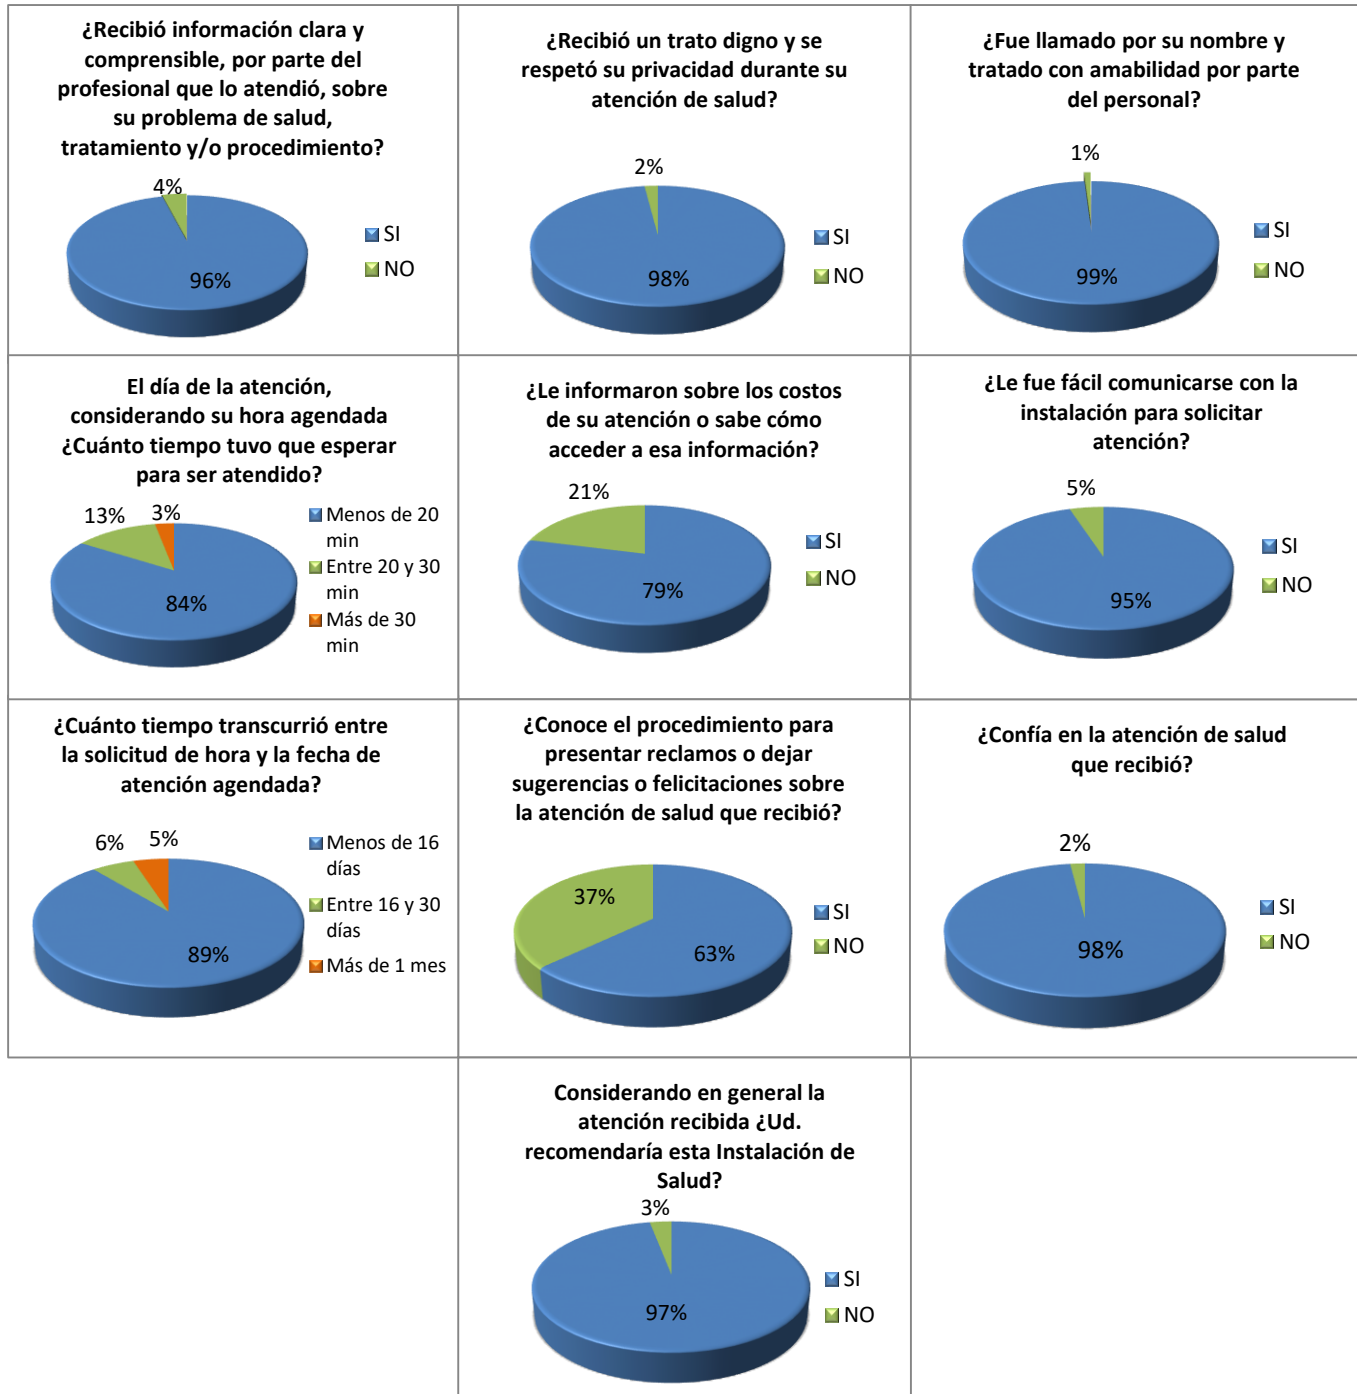 ¿Recibió información clara y
comprensible, por parte del
profesional que lo atendió, sobre
su problema de salud,
tratamiento y/o procedimiento?
4%
96%
SI
NO
¿Recibió un trato digno y se
respetó su privacidad durante su
atención de salud?
2%
98%
SI
NO
¿Fue llamado por su nombre y
tratado con amabilidad por parte
del personal?
1%
99%
SI
NO
El día de la atención,
considerando su hora agendada
¿Cuánto tiempo tuvo que esperar
para ser atendido?
13%
3%
84%
Menos de 20
min
Entre 20 y 30
min
Más de 30
min
¿Le informaron sobre los costos
de su atención o sabe cómo
acceder a esa información?
21%
79%
SI
NO
¿Le fue fácil comunicarse con la
instalación para solicitar
atención?
5%
95%
SI
NO
¿Cuánto tiempo transcurrió entre
la solicitud de hora y la fecha de
atención agendada?
6%
5%
89%
Menos de 16
días
Entre 16 y 30
días
Más de 1 mes
¿Conoce el procedimiento para
presentar reclamos o dejar
sugerencias o felicitaciones sobre
la atención de salud que recibió?
37%
63%
SI
NO
¿Confía en la atención de salud
que recibió?
2%
98%
SI
NO
Considerando en general la
atención recibida ¿Ud.
recomendaría esta Instalación de
Salud?
3%
97%
SI
NO